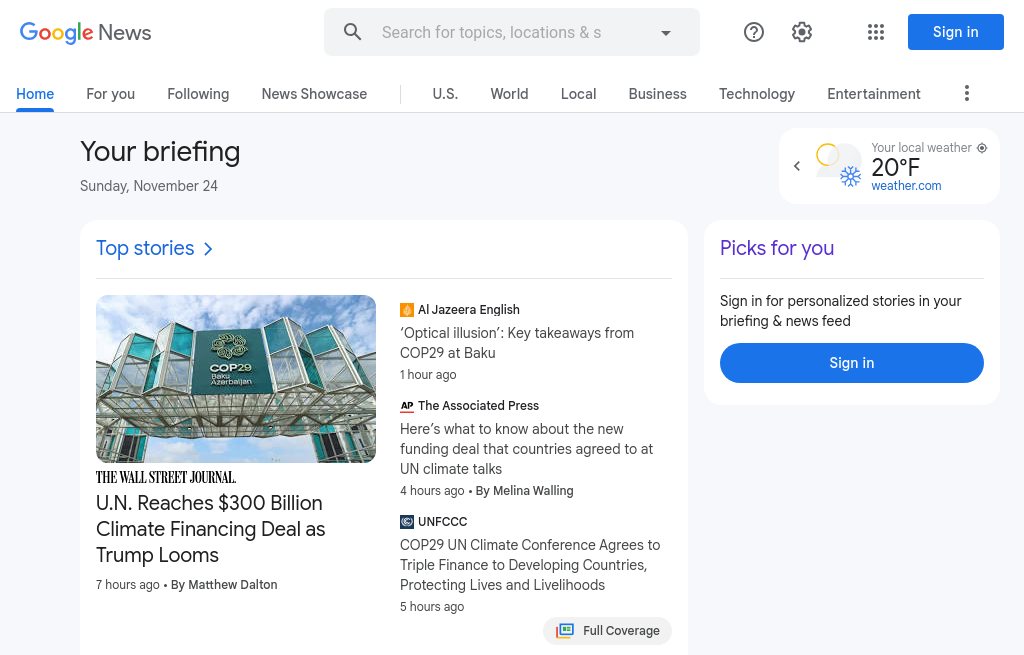 Google News
Search for topics, locations & s
Sign in
Home
For you
Following
News Showcase
U.S.
World
Local
Business
Technology
Entertainment
Your briefing
Sunday, November 24
Your local weather
20°F
weather.com
Top stories
COP29
Baku
Azerbaijan
THE WALL STREET JOURNAL.
U.N. Reaches $300 Billion
Climate Financing Deal as
Trump Looms
7 hours ago • By Matthew Dalton
Al Jazeera English
‘Optical illusion’: Key takeaways from
COP29 at Baku
1 hour ago
AP The Associated Press
Here’s what to know about the new
funding deal that countries agreed to at
UN climate talks
4 hours ago • By Melina Walling
UNFCCC
COP29 UN Climate Conference Agrees to
Triple Finance to Developing Countries,
Protecting Lives and Livelihoods
5 hours ago
Full Coverage
Picks for you
Sign in for personalized stories in your
briefing & news feed
Sign in